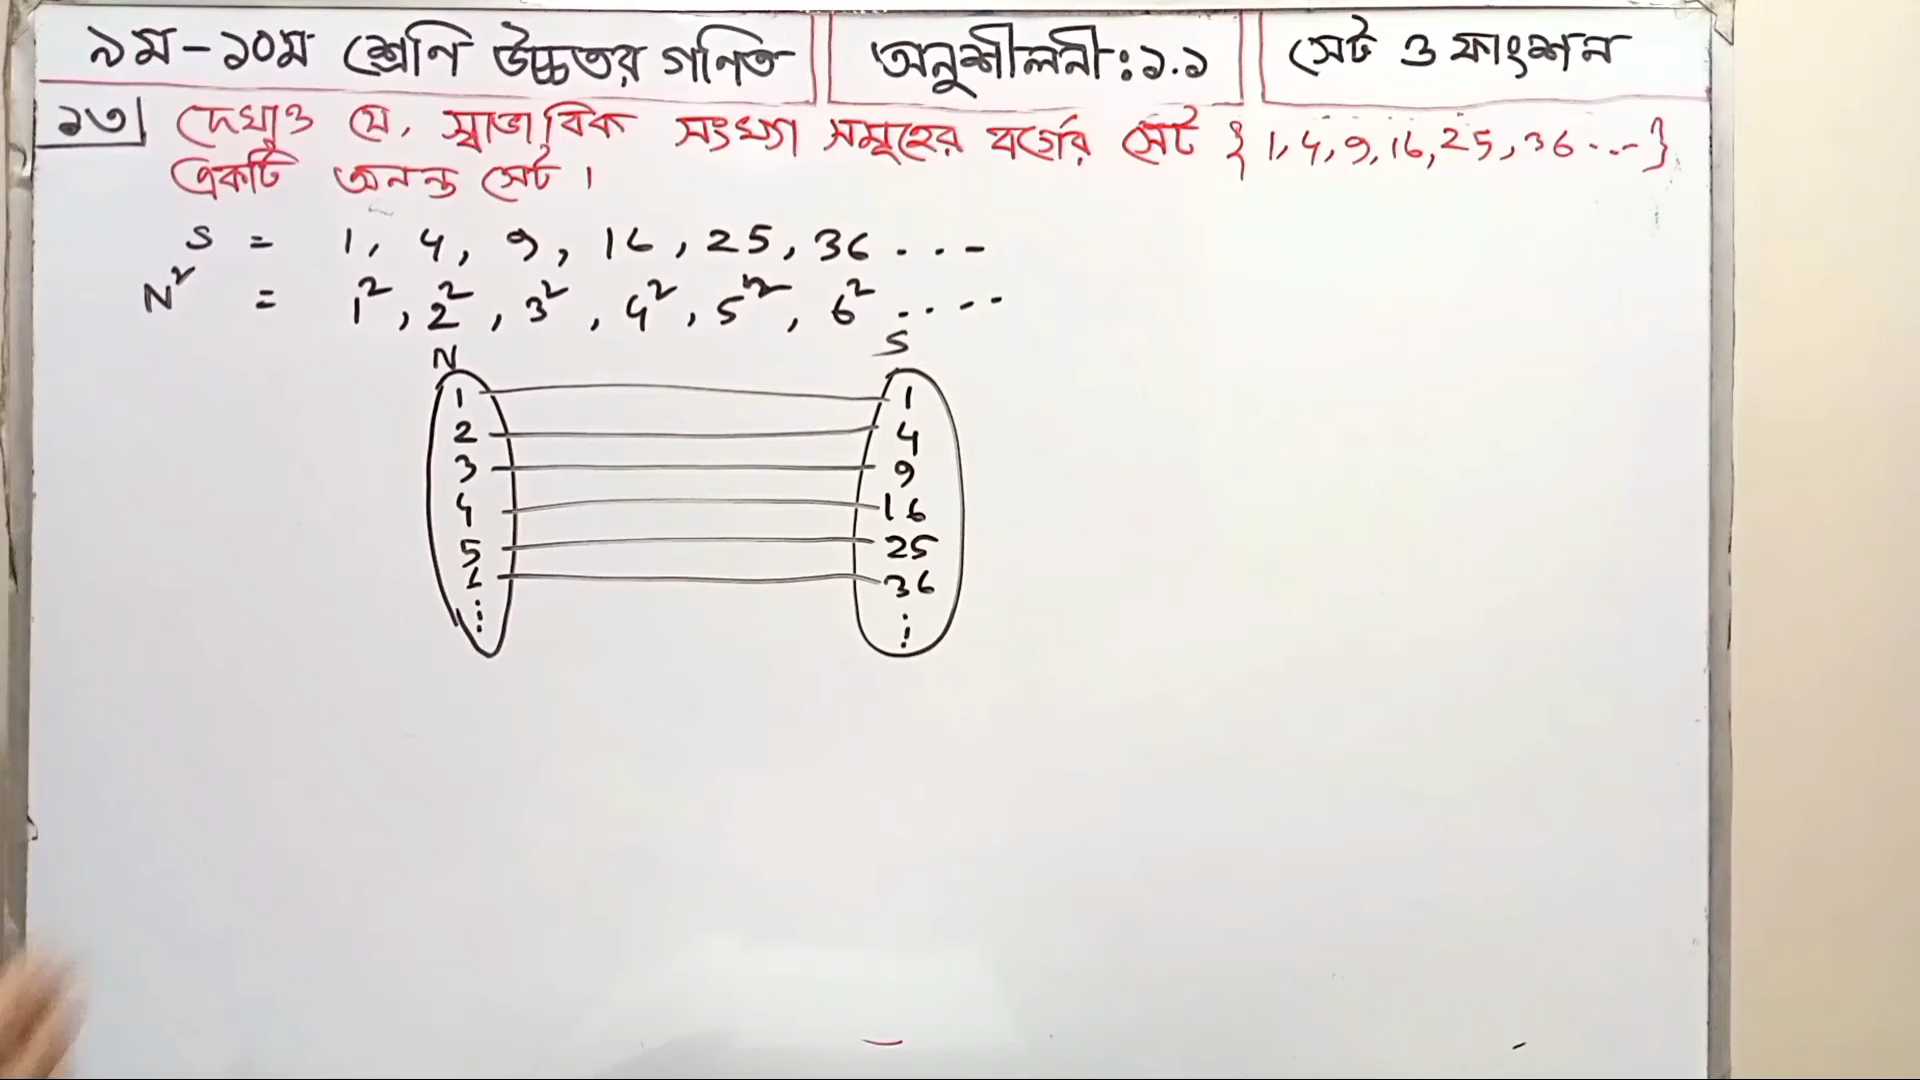 ৯ম-১০ম শ্রেণি উচ্চতর গণিত অনুশীলনী: ১.১ সেট ও ফাংশন
১৩| দেখাও যে, স্বাভাবিক সংখ্যা সমূহের বর্গের সেট {1, 4, 9, 16, 25, 36 ...}
একটি অনন্ত সেট।
S = 1, 4, 9, 16, 25, 36 ...
N² = 1², 2², 3², 4², 5², 6² ....
N S
1 1
2 4
3 9
4 16
5 25
36